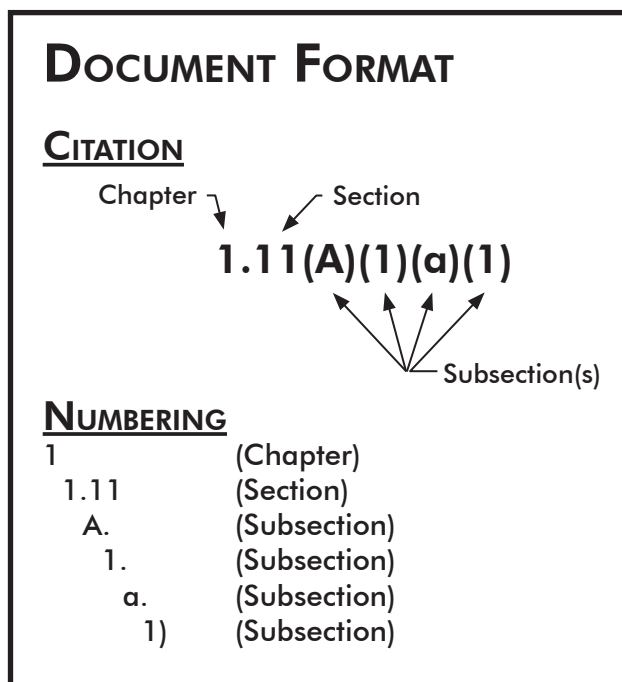 DOCUMENT FORMAT
CITATION
Chapter Section
1.11(A)(1)(a)(1)
Subsection(s)
NUMBERING
1 (Chapter)
1.11 (Section)
A. (Subsection)
1. (Subsection)
a. (Subsection)
1) (Subsection)